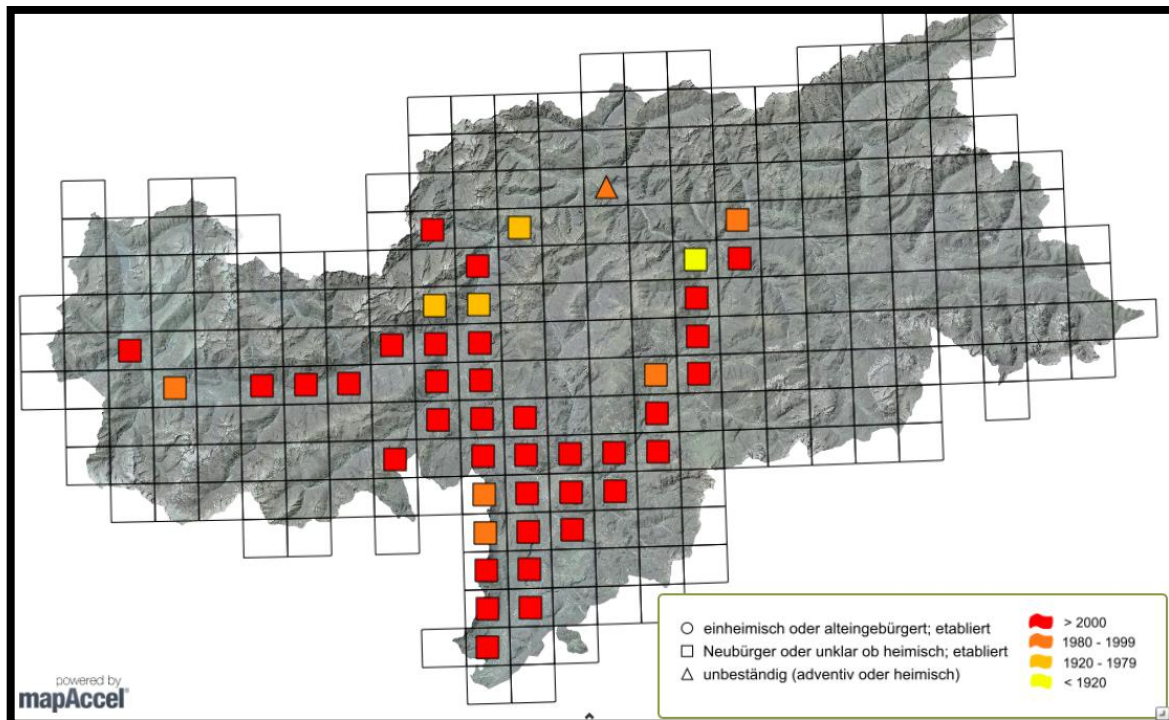 einheimisch oder alteingebürgert; etabliert
Neubürger oder unklar ob heimisch; etabliert
unbeständig (adventiv oder heimisch)
> 2000
1980 - 1999
1920 - 1979
< 1920
powered by
mapAccel®